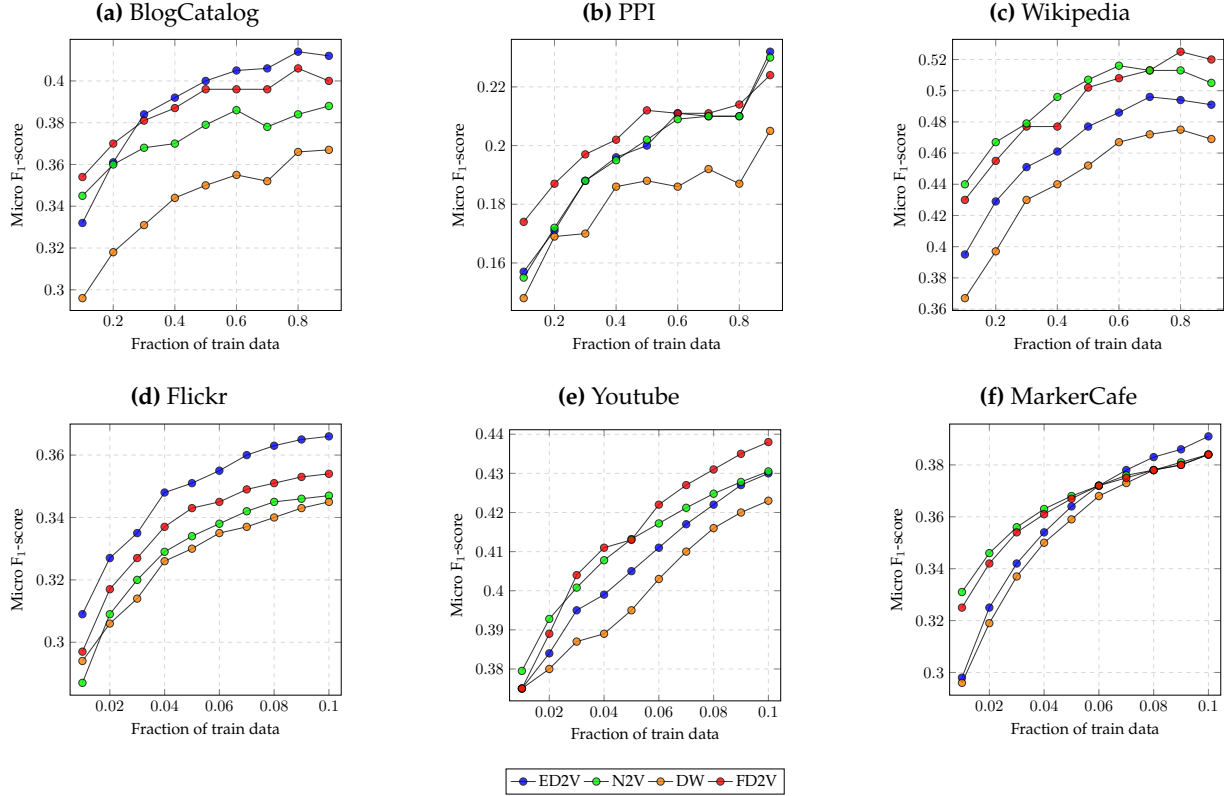 (a) BlogCatalog
0.4
0.38
0.36
0.34
0.32
0.3
Micro F1-score
0.2 0.4 0.6 0.8
Fraction of train data
(b) PPI
0.22
0.2
0.18
0.16
Micro F1-score
0.2 0.4 0.6 0.8
Fraction of train data
(c) Wikipedia
0.52
0.5
0.48
0.46
0.44
0.42
0.4
0.38
0.36
Micro F1-score
0.2 0.4 0.6 0.8
Fraction of train data
(d) Flickr
0.36
0.34
0.32
0.3
Micro F1-score
0.02 0.04 0.06 0.08 0.1
Fraction of train data
(e) Youtube
0.44
0.43
0.42
0.41
0.4
0.39
0.38
Micro F1-score
0.02 0.04 0.06 0.08 0.1
Fraction of train data
(f) MarkerCafe
0.38
0.36
0.34
0.32
0.3
Micro F1-score
0.02 0.04 0.06 0.08 0.1
Fraction of train data
ED2V N2V DW FD2V